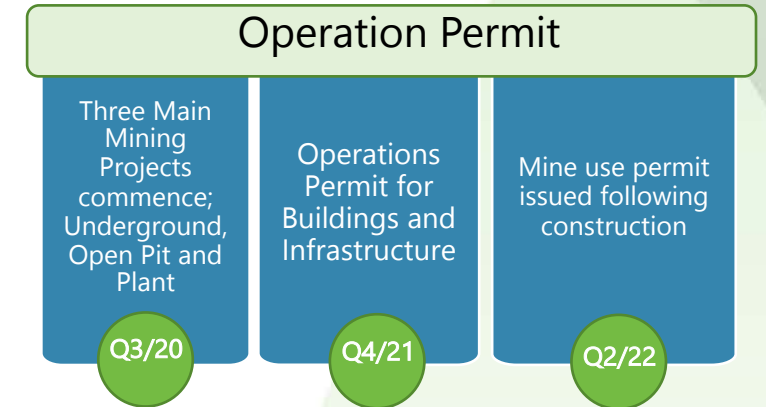 Operation Permit
Three Main
Mining
Projects
commence;
Underground,
Open Pit and
Plant
Q3/20
Operations
Permit for
Buildings and
Infrastructure
Q4/21
Mine use permit
issued following
construction
Q2/22